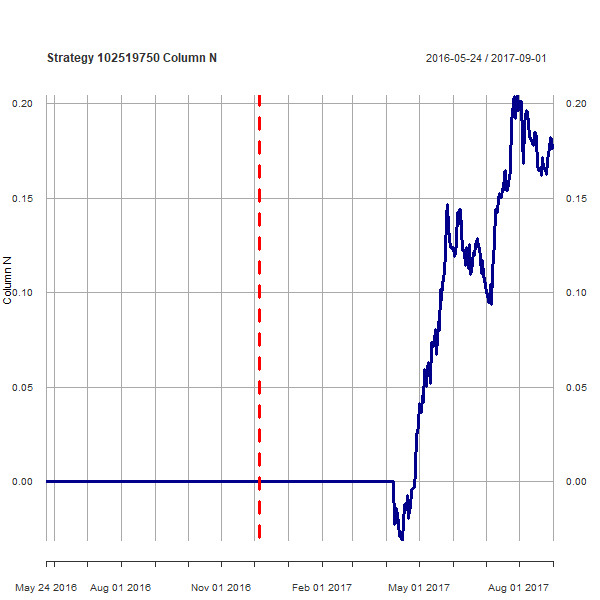 Strategy 102519750 Column N
2016-05-24 / 2017-09-01
0.20
0.20
0.15
0.15
Column N
0.10
0.10
0.05
0.05
0.00
0.00
May 24 2016
Aug 01 2016
Nov 01 2016
Feb 01 2017
May 01 2017
Aug 01 2017